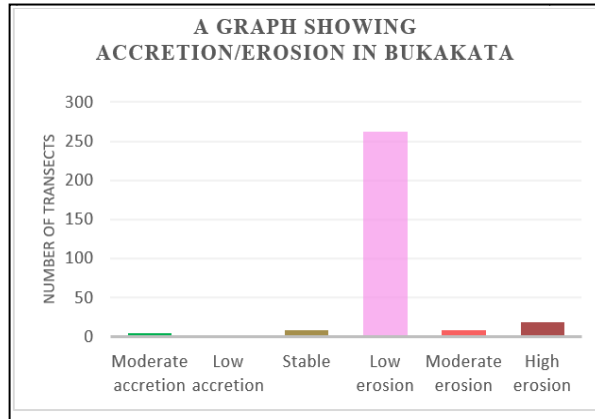 A GRAPH SHOWING
ACCRETION/EROSION IN BUKAKATA
NUMBER OF TRANSECTS
300
250
200
150
100
50
0
Moderate accretion
Low accretion
Stable
Low erosion
Moderate erosion
High erosion